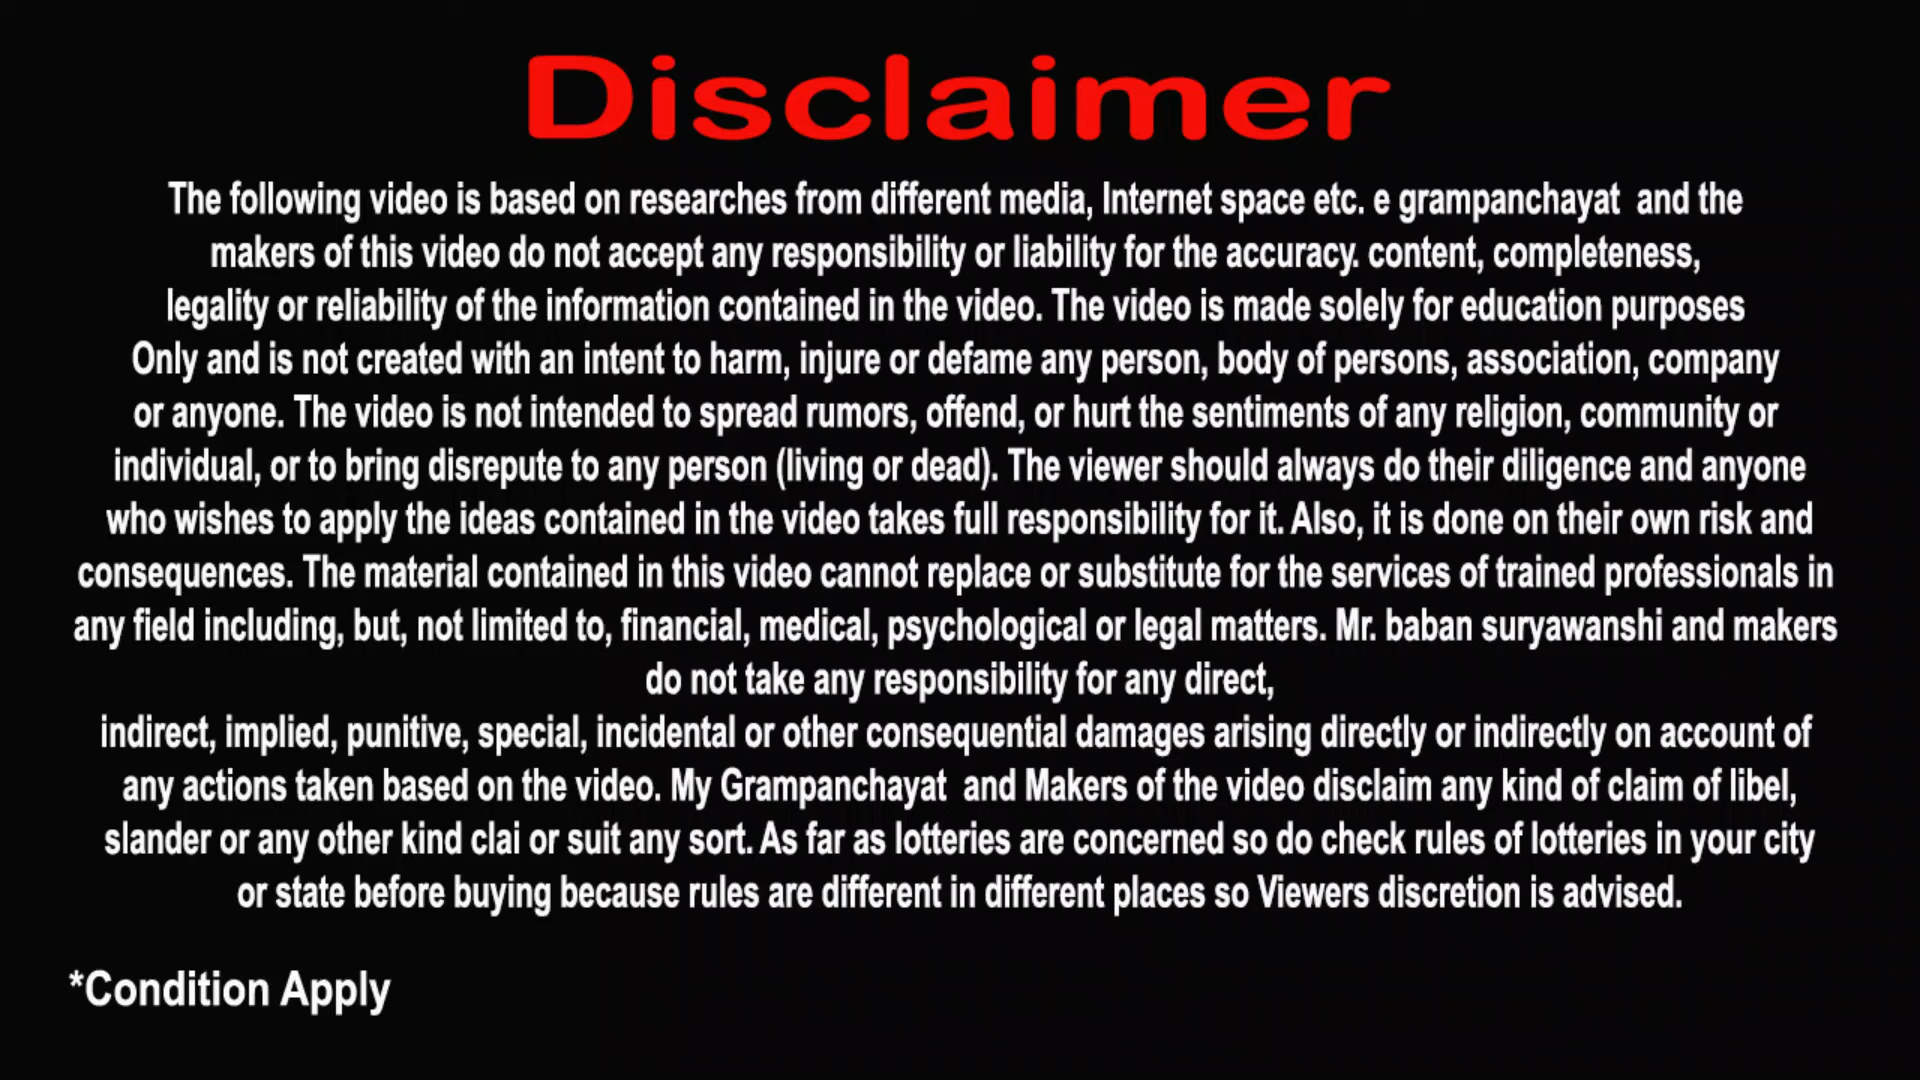 Disclaimer
The following video is based on researches from different media, Internet space etc. e grampanchayat  and the
makers of this video do not accept any responsibility or liability for the accuracy. content, completeness,
legality or reliability of the information contained in the video. The video is made solely for education purposes
Only and is not created with an intent to harm, injure or defame any person, body of persons, association, company
or anyone. The video is not intended to spread rumors, offend, or hurt the sentiments of any religion, community or
individual, or to bring disrepute to any person (living or dead). The viewer should always do their diligence and anyone
who wishes to apply the ideas contained in the video takes full responsibility for it. Also, it is done on their own risk and
consequences. The material contained in this video cannot replace or substitute for the services of trained professionals in
any field including, but, not limited to, financial, medical, psychological or legal matters. Mr. baban suryawanshi and makers
do not take any responsibility for any direct,
indirect, implied, punitive, special, incidental or other consequential damages arising directly or indirectly on account of
any actions taken based on the video. My Grampanchayat  and Makers of the video disclaim any kind of claim of libel,
slander or any other kind clai or suit any sort. As far as lotteries are concerned so do check rules of lotteries in your city
or state before buying because rules are different in different places so Viewers discretion is advised.
*Condition Apply